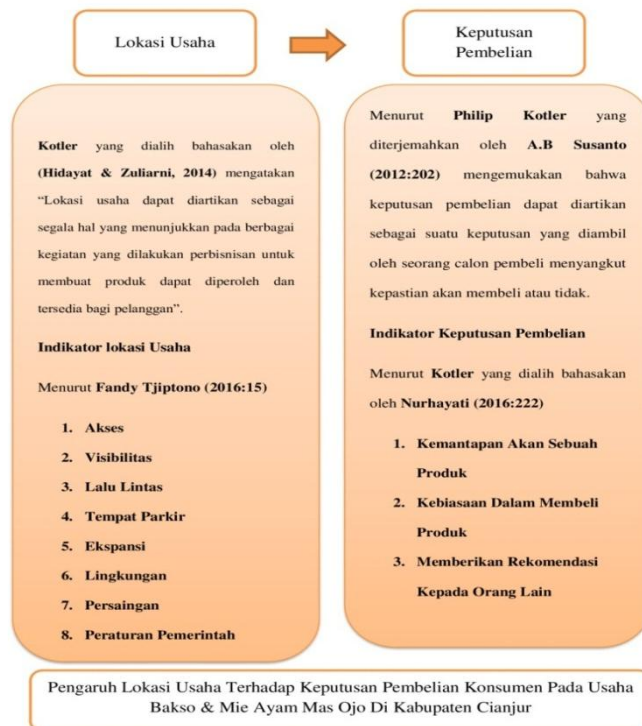 Lokasi Usaha
Keputusan
Pembelian
Kotler yang dialih bahasakan oleh
(Hidayat & Zuliarni, 2014) mengatakan
“Lokasi usaha dapat diartikan sebagai
segala hal yang menunjukkan pada berbagai
kegiatan yang dilakukan perbisnisan untuk
membuat produk dapat diperoleh dan
tersedia bagi pelanggan”.
Indikator lokasi Usaha
Menurut Fandy Tjiptono (2016:15)
1. Akses
2. Visibilitas
3. Lalu Lintas
4. Tempat Parkir
5. Ekspansi
6. Lingkungan
7. Persaingan
8. Peraturan Pemerintah
Menurut Philip Kotler yang
diterjemahkan oleh A.B Susanto
(2012:202) mengemukakan bahwa
keputusan pembelian dapat diartikan
sebagai suatu keputusan yang diambil
oleh seorang calon pembeli menyangkut
kepastian akan membeli atau tidak.
Indikator Keputusan Pembelian
Menurut Kotler yang dialih bahasakan
oleh Nurhayati (2016:222)
1. Kemantapan Akan Sebuah
Produk
2. Kebiasaan Dalam Membeli
Produk
3. Memberikan Rekomendasi
Kepada Orang Lain
Pengaruh Lokasi Usaha Terhadap Keputusan Pembelian Konsumen Pada Usaha
Bakso & Mie Ayam Mas Ojo Di Kabupaten Cianjur